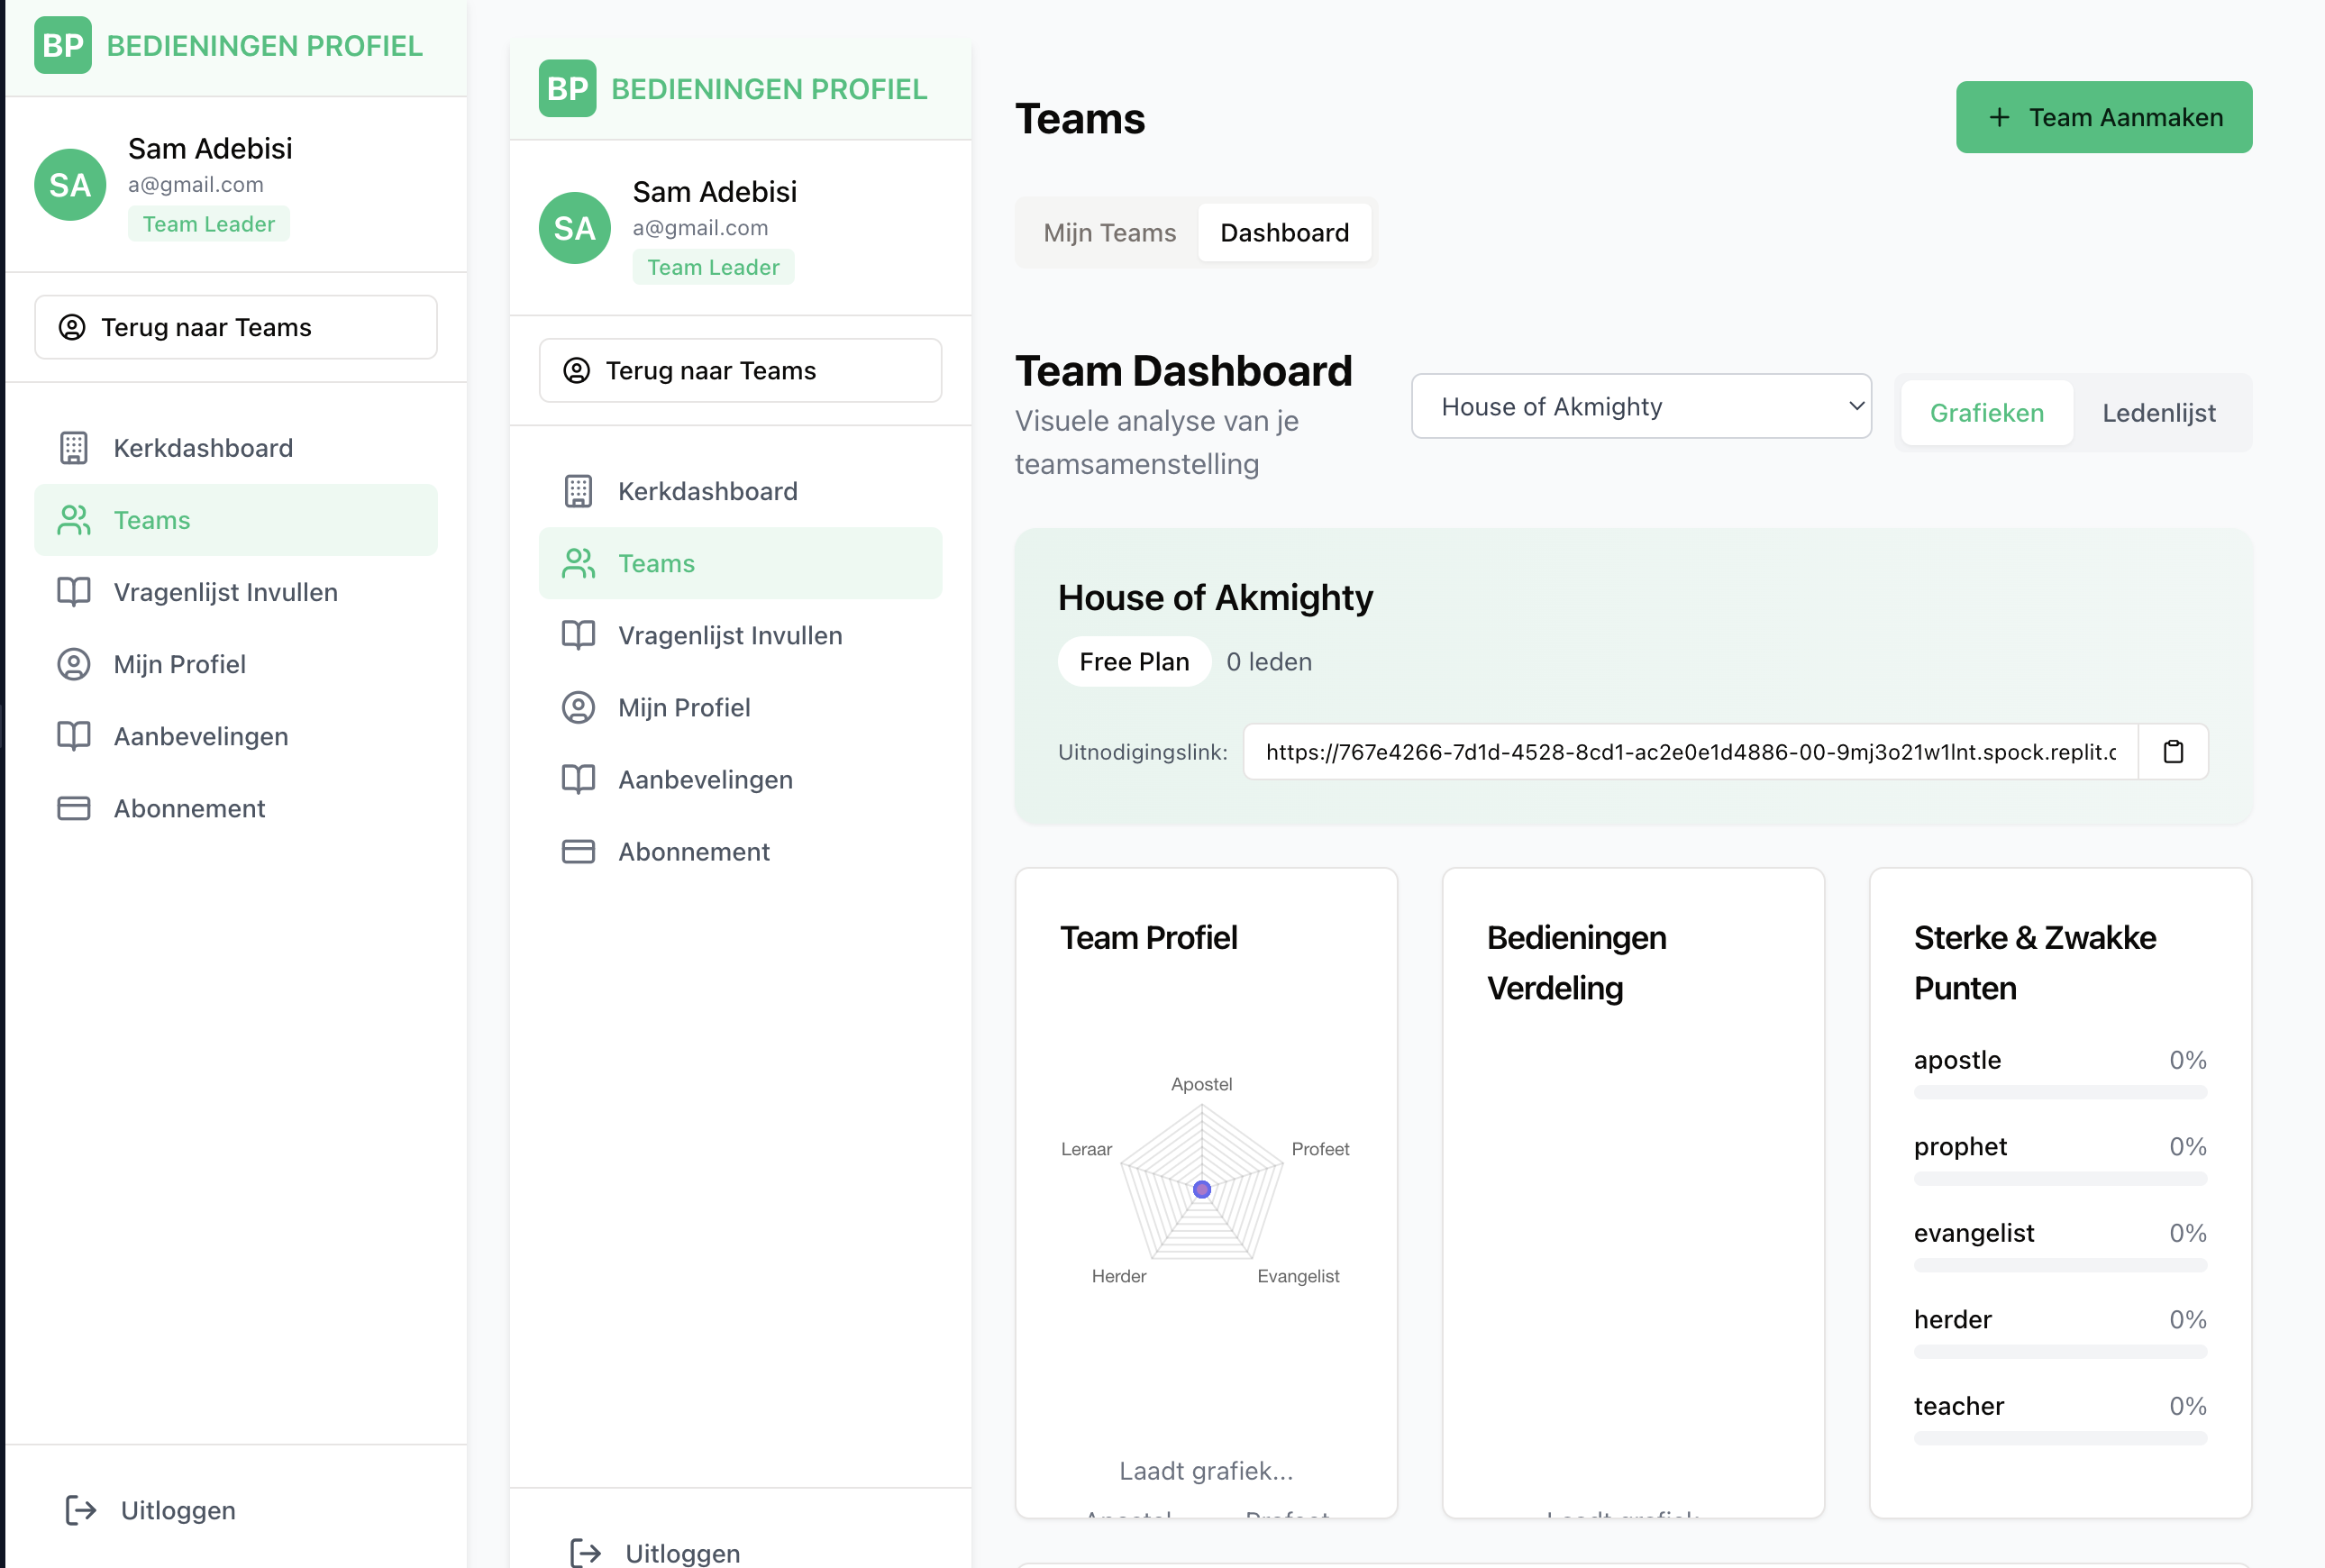 BP BEDIENINGEN PROFIEL
SA
Sam Adebisi
a@gmail.com
Team Leader
Terug naar Teams
Kerkdashboard
Teams
Vragenlijst Invullen
Mijn Profiel
Aanbevelingen
Abonnement
Uitloggen
BP BEDIENINGEN PROFIEL
SA
Sam Adebisi
a@gmail.com
Team Leader
Terug naar Teams
Kerkdashboard
Teams
Vragenlijst Invullen
Mijn Profiel
Aanbevelingen
Abonnement
Uitloggen
Teams
+ Team Aanmaken
Mijn Teams Dashboard
Team Dashboard
Visuele analyse van je
teamsamenstelling
House of Akmighty
Grafieken Ledenlijst
House of Akmighty
Free Plan 0 leden
Uitnodigingslink: https://767e4266-7d1d-4528-8cd1-ac2e0e1d4886-00-9mj3o21w1lnt.spock.replit.c
Team Profiel
Apostel
Leraar Profeet
Herder Evangelist
Laadt grafiek...
Apostel Profeet
Bedieningen
Verdeling
Laadt grafiek
Sterke & Zwakke
Punten
apostle 0%
prophet 0%
evangelist 0%
herder 0%
teacher 0%